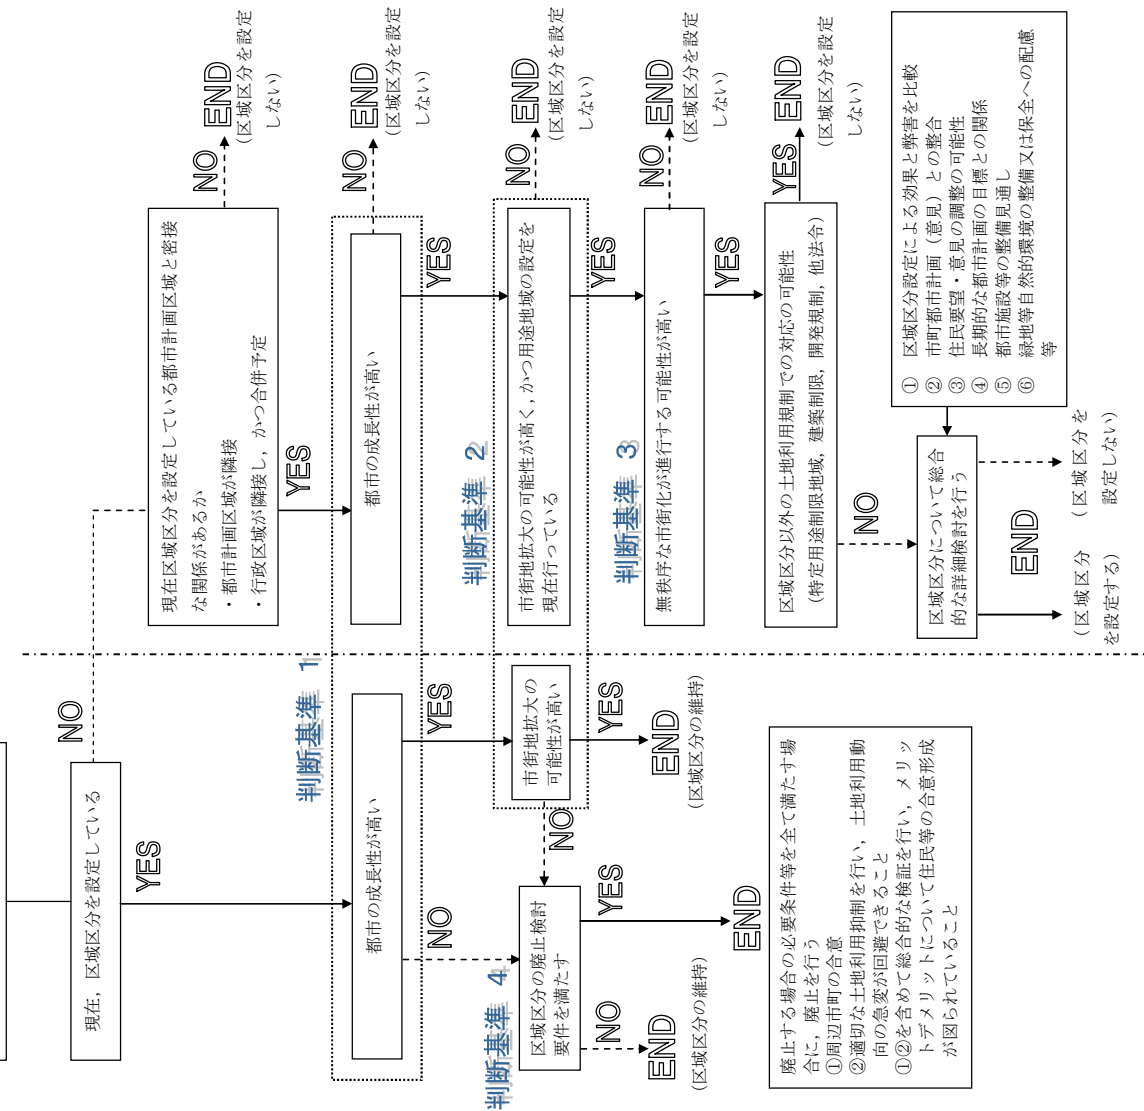 現在，区域区分を設定している
NO
YES
現在区域区分を設定している都市計画区域と密接
な関係があるか
・都市計画区域が隣接
・行政区域が隣接し，かつ合併予定
NO
END
(区域区分を設定
しない)
YES
判断基準 1
都市の成長性が高い
YES
NO
都市の成長性が高い
NO
END
(区域区分を設定
しない)
YES
判断基準 2
市街地拡大の
可能性が高い
NO
YES
END
(区域区分の維持)
市街地拡大の可能性が高く，かつ用途地域の設定を
現在行っている
NO
END
(区域区分を設定
しない)
YES
判断基準 3
無秩序な市街化が進行する可能性が高い
NO
END
(区域区分を設定
しない)
YES
区域区分以外の土地利用規制での対応の可能性
(特定用途制限地域，建築制限，開発規制，他法令)
YES
END
(区域区分を設定
しない)
NO
区域区分について総合
的な詳細検討を行う
① 区域区分設定による効果と弊害を比較
② 市町都市計画（意見）との整合
③ 住民要望・意見の調整の可能性
④ 長期的な都市計画の目標との関係
⑤ 都市施設等の整備見通し
⑥ 緑地等自然的環境の整備又は保全への配慮
等
END
(区域区分
を設定する)
(区域区分を
設定しない)
判断基準 4
区域区分の廃止検討
要件を満たす
NO
END
(区域区分の維持)
YES
END
廃止する場合の必要条件等を全て満たす場
合に，廃止を行う
①周辺市町の合意
②適切な土地利用抑制を行い，土地利用動
向の急変が回避できること
①②を含めて総合的な検証を行い，メリッ
トデメリットについて住民等の合意形成
が図られていること